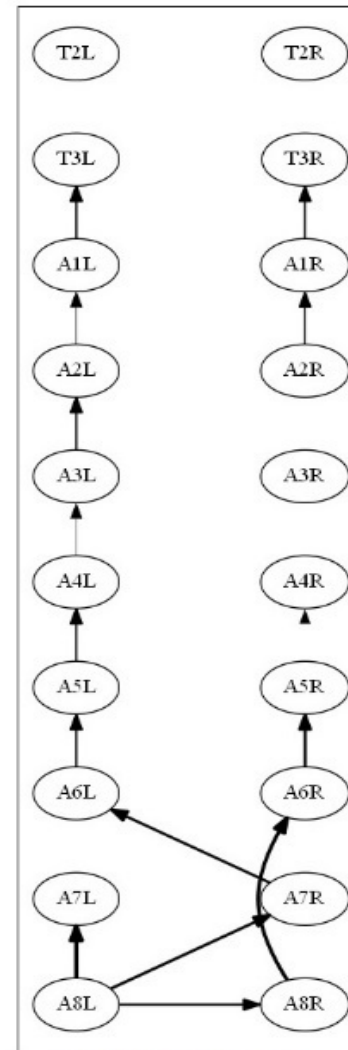 T2L T2R
T3L T3R
A1L A1R
A2L A2R
A3L A3R
A4L A4R
A5L A5R
A6L A6R
A7L A7R
A8L A8R